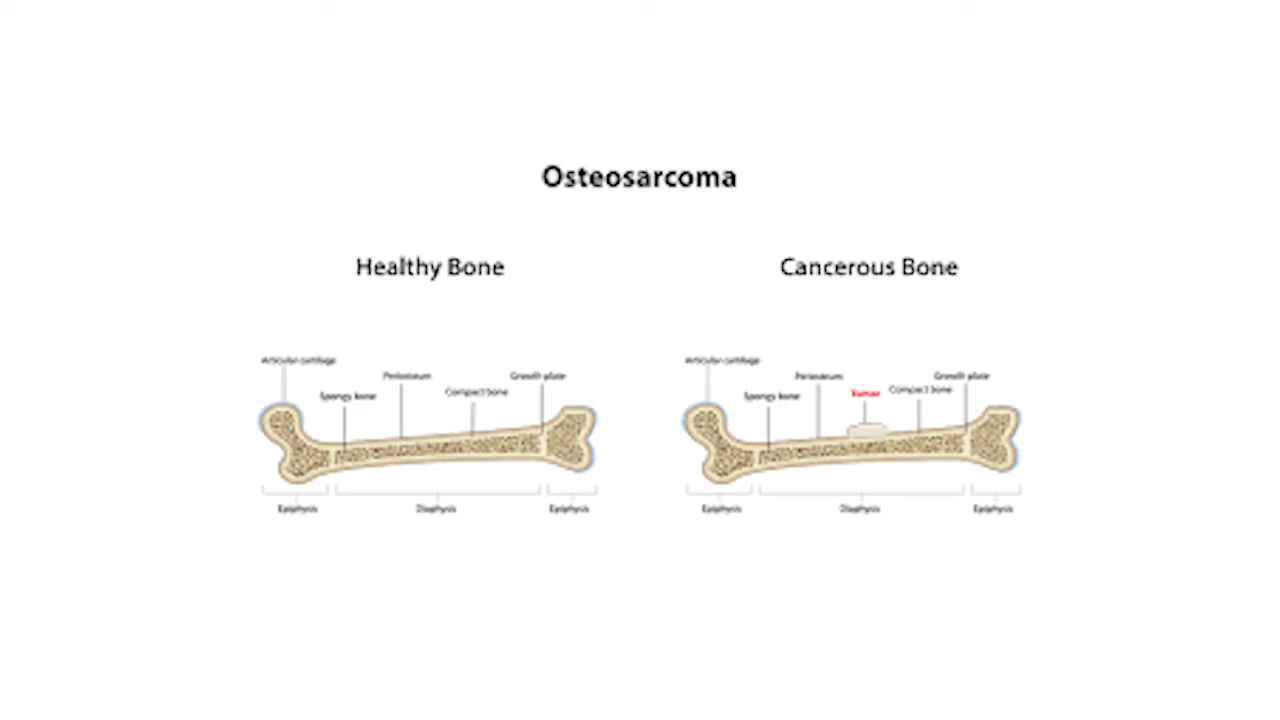 Osteosarcoma
Healthy Bone
Articular cartilage
Periosteum
Growth plate
Spongy bone
Compact bone
Epiphysis
Diaphysis
Epiphysis
Cancerous Bone
Articular cartilage
Periosteum
Growth plate
Spongy bone
Tumor
Compact bone
Epiphysis
Diaphysis
Epiphysis